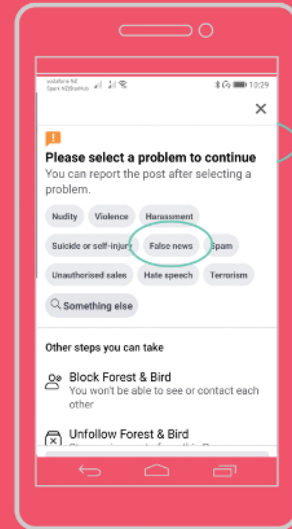 vodafone NZ
10:29
Please select a problem to continue
You can report the post after selecting a
problem.
Nudity Violence Harassment
Suicide or self-injury False news Spam
Unauthorised sales Hate speech Terrorism
Something else
Other steps you can take
Block Forest & Bird
You won't be able to see or contact each
other
Unfollow Forest & Bird